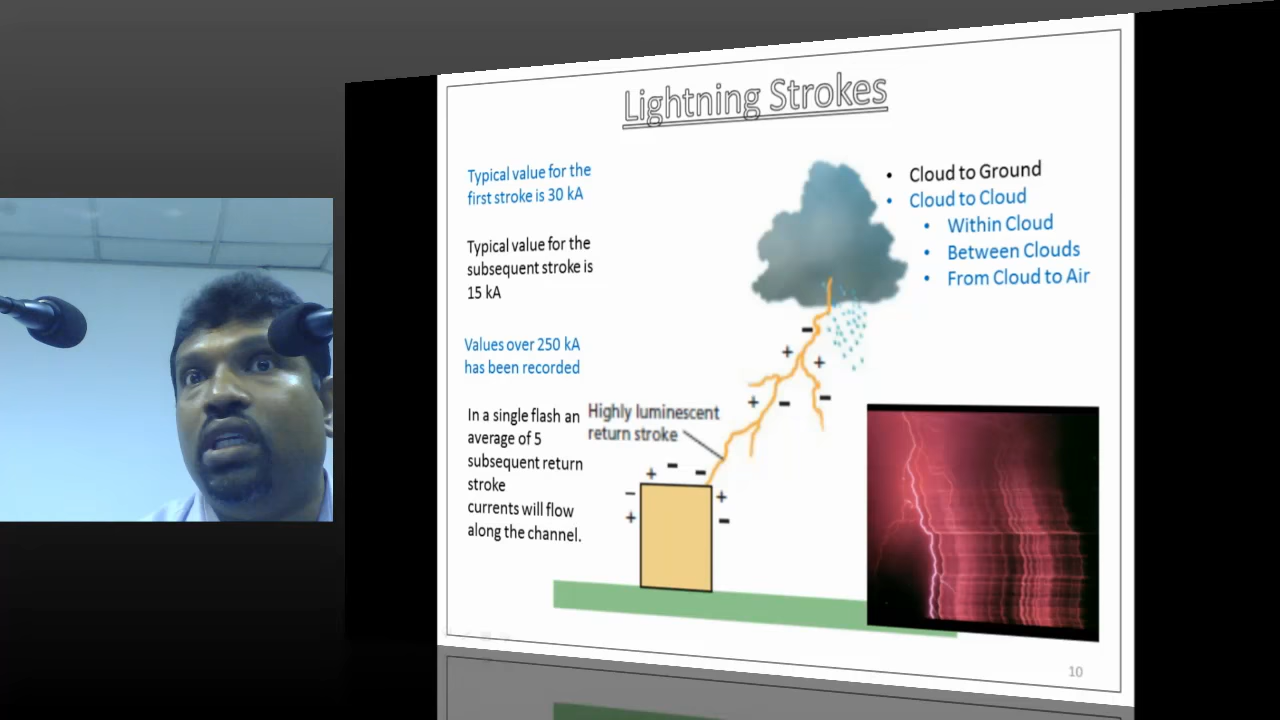 Lightning Strokes
Typical value for the
first stroke is 30 kA
Typical value for the
subsequent stroke is
15 kA
Values over 250 kA
has been recorded
In a single flash an
average of 5
subsequent return
stroke
currents will flow
along the channel.
Highly luminescent
return stroke
• Cloud to Ground
• Cloud to Cloud
• Within Cloud
• Between Clouds
• From Cloud to Air
10